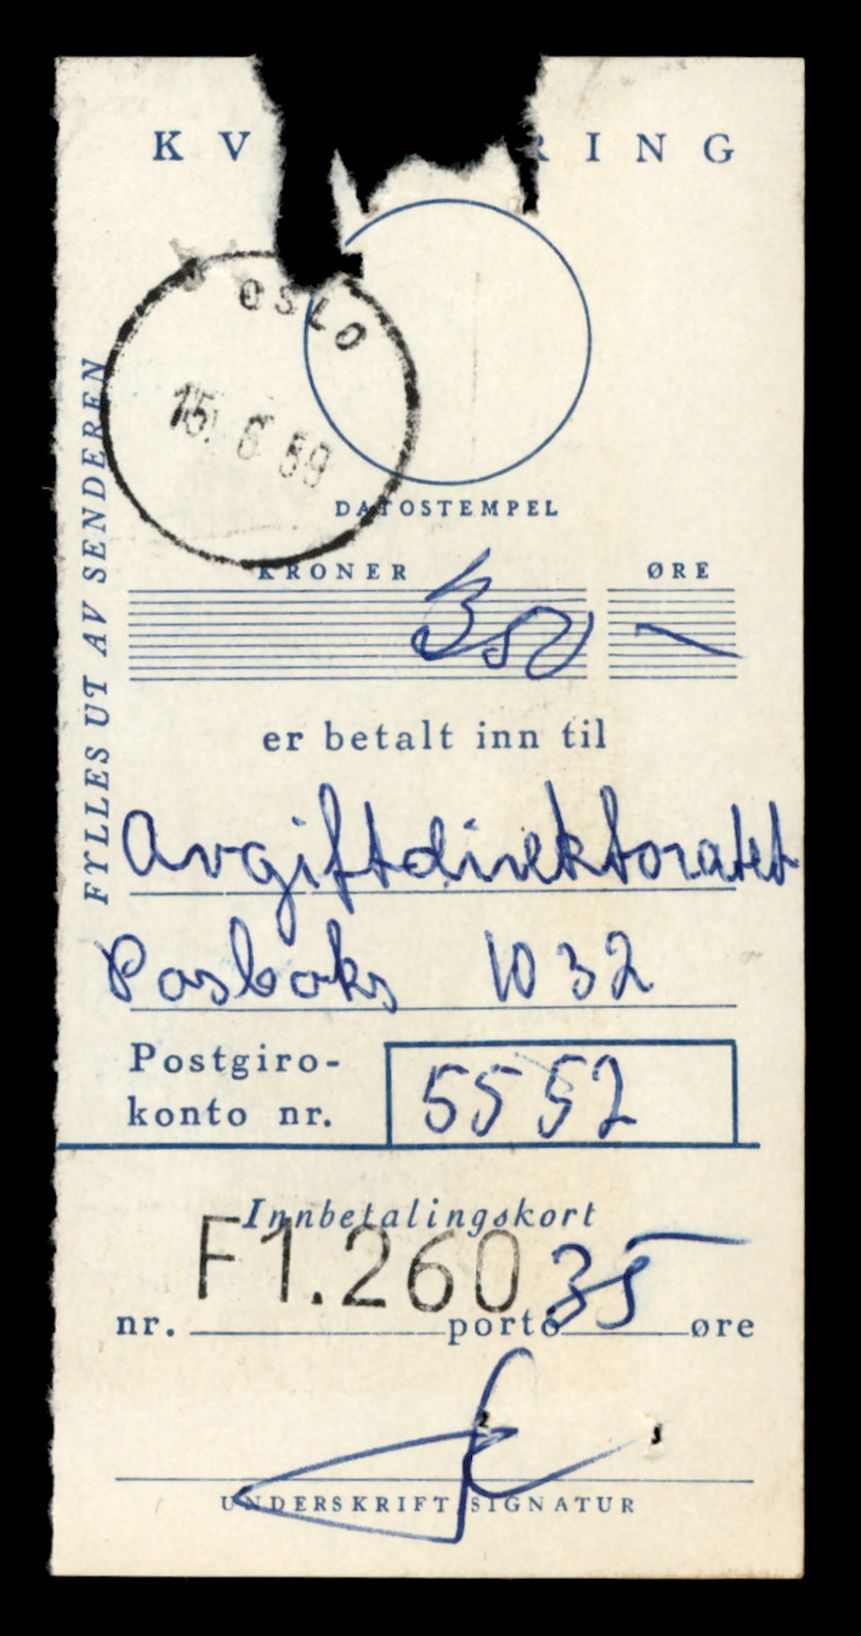 KV RING
OSLO
15. 6 59
DATOSTEMPEL
FYLLES UT AV SENDEREN
KRONER ØRE
350 —
er betalt inn til
Avgiftdirektoratet
Posboks 1032
Postgiro-
konto nr. 5552
Innbetalingskort
F1.260 35
nr. porto øre
UNDERSKRIFT SIGNATUR